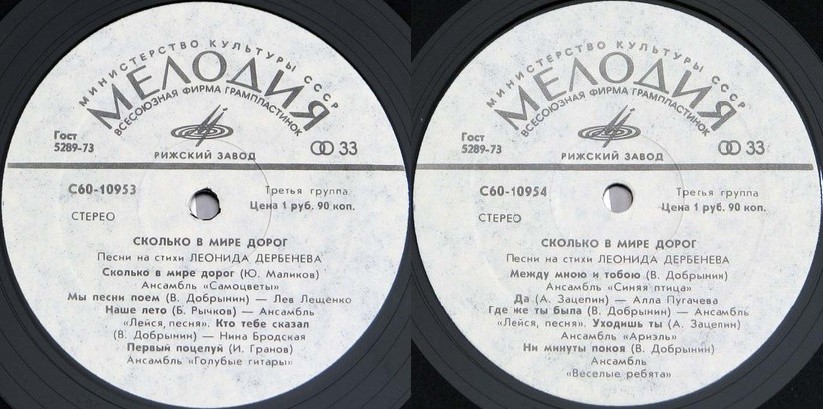 МИНИСТЕРСТВО КУЛЬТУРЫ СССР
МЕЛОДИЯ
ВСЕСОЮЗНАЯ ФИРМА ГРАМПЛАСТИНОК
Гост
5289-73
33
РИЖСКИЙ ЗАВОД
С60-10953
Третья группа
Цена 1 руб. 90 коп.
СТЕРЕО
СКОЛЬКО В МИРЕ ДОРОГ
Песни на стихи ЛЕОНИДА ДЕРБЕНЕВА
Сколько в мире дорог (Ю. Маликов)
Ансамбль «Самоцветы»
Мы песни поем (В. Добрынин) — Лев Лещенко
Наше лето (Б. Рычков) — Ансамбль
«Лейся, песня». Кто тебе сказал
(В. Добрынин) — Нина Бродская
Первый поцелуй (И. Гранов)
Ансамбль «Голубые гитары»
МИНИСТЕРСТВО КУЛЬТУРЫ СССР
МЕЛОДИЯ
ВСЕСОЮЗНАЯ ФИРМА ГРАМПЛАСТИНОК
Гост
5289-73
33
РИЖСКИЙ ЗАВОД
С60-10954
Третья группа
Цена 1 руб. 90 коп.
СТЕРЕО
СКОЛЬКО В МИРЕ ДОРОГ
Песни на стихи ЛЕОНИДА ДЕРБЕНЕВА
Между мною и тобою (В. Добрынин)
Ансамбль «Синяя птица»
Да (А. Зацепин) — Алла Пугачева
Где же ты была (В. Добрынин) — Ансамбль
«Лейся, песня». Уходишь ты (А. Зацепин)
Ансамбль «Ариэль»
Ни минуты покоя (В. Добрынин)
Ансамбль
«Веселые ребята»